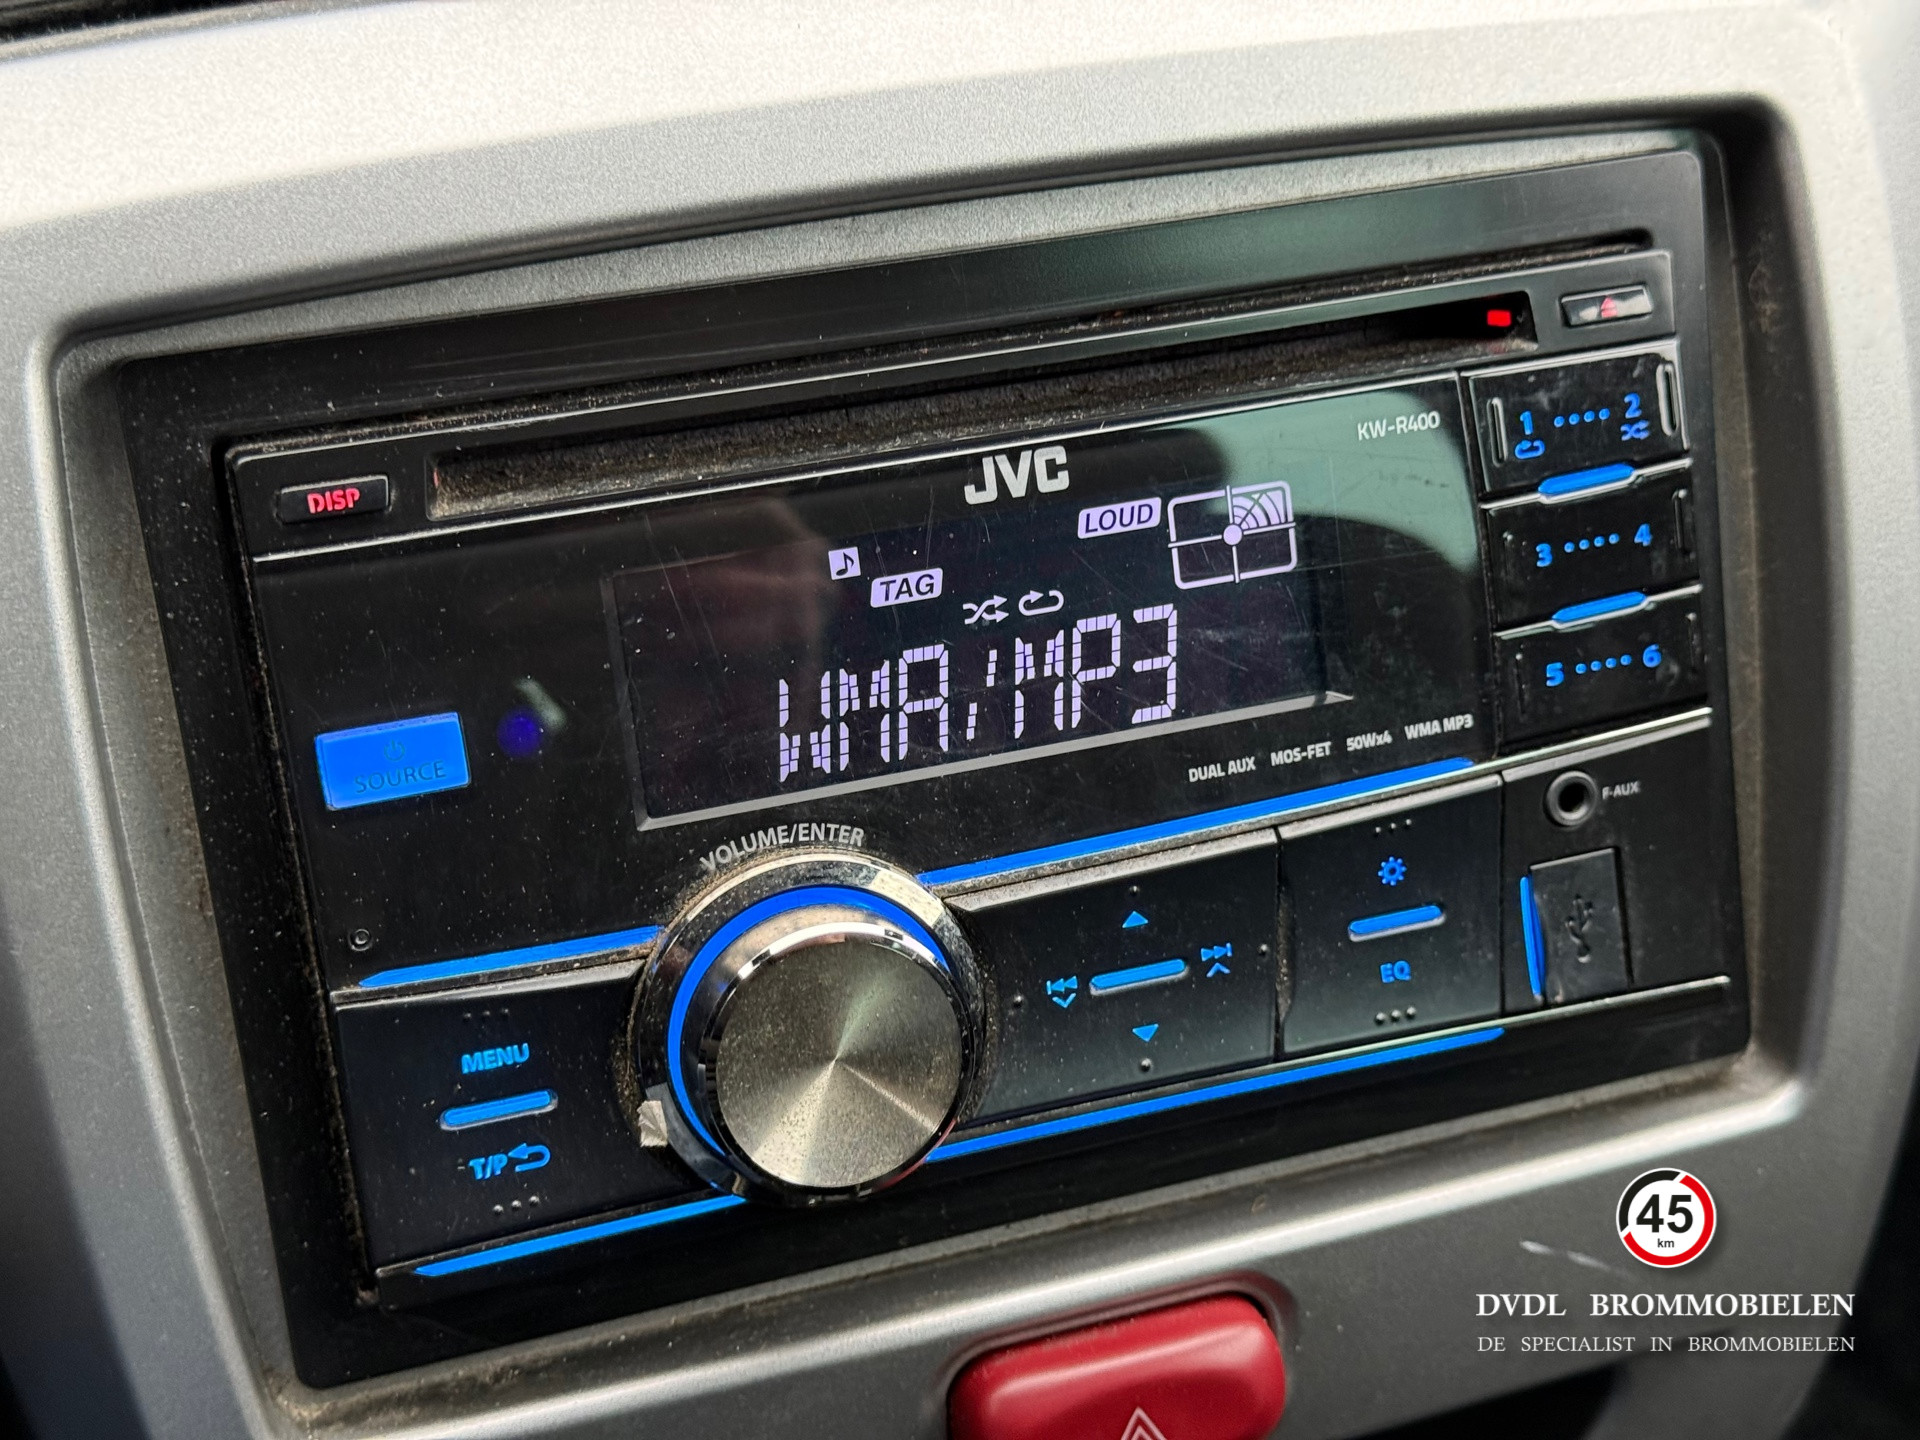 KW-R400
JVC
DISP
1 2
LOUD
TAG
3 4
WMA/MP3
5 6
SOURCE
DUAL AUX MOS-FET 50Wx4 WMA MP3
F-AUX
VOLUME/ENTER
EQ
MENU
T/P
45
km
DVDL BROMMOBIELEN
DE SPECIALIST IN BROMMOBIELEN